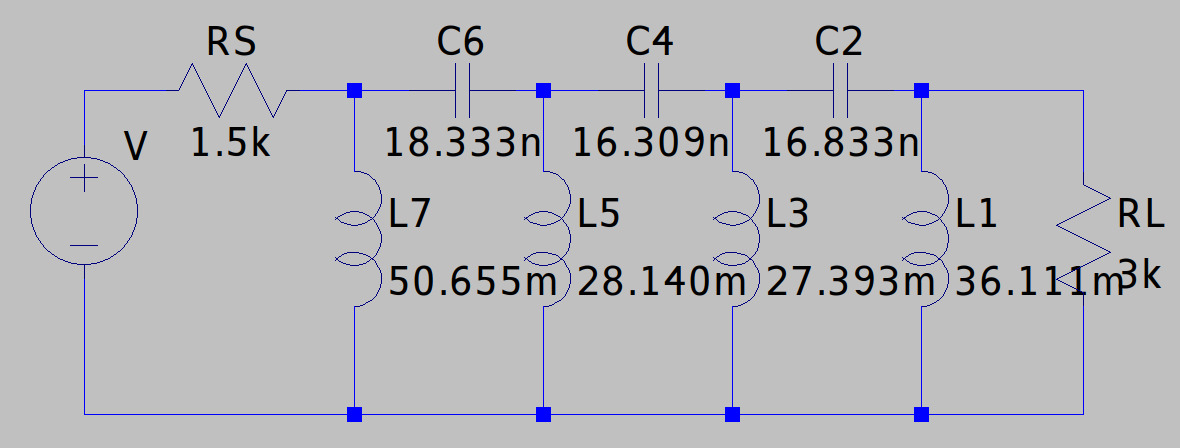 RS
C6
C4
C2
V
1.5k
18.333n
16.309n
16.833n
L7
L5
L3
L1
RL
50.655m
28.140m
27.393m
36.111m
3k